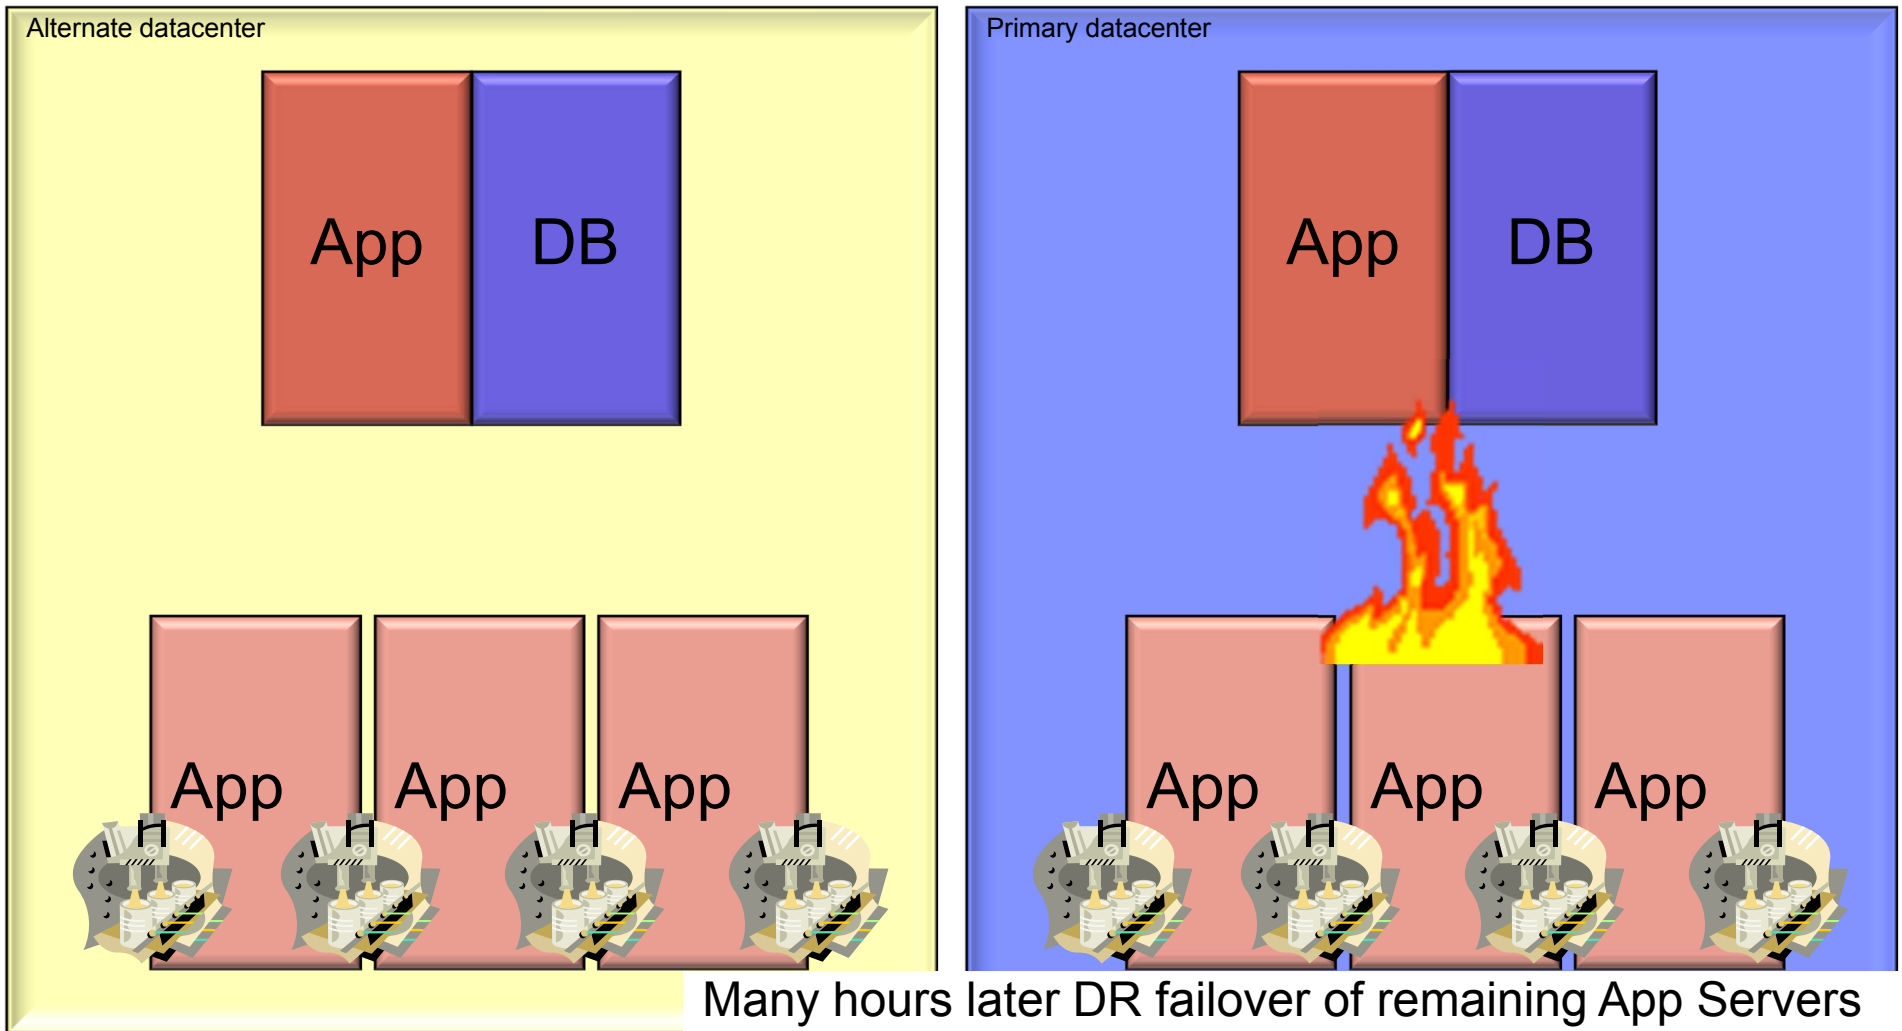 Alternate datacenter
Primary datacenter
App
DB
App
DB
App
App
App
App
App
App
Many hours later DR failover of remaining App Servers